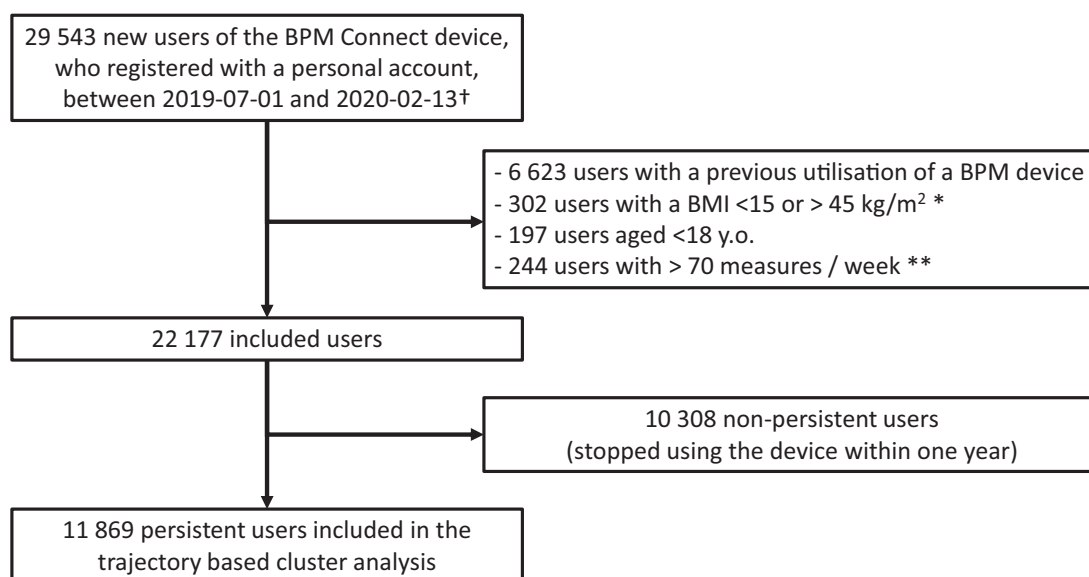 29 543 new users of the BPM Connect device,
who registered with a personal account,
between 2019-07-01 and 2020-02-13†
- 6 623 users with a previous utilisation of a BPM device
- 302 users with a BMI <15 or > 45 kg/m² *
- 197 users aged <18 y.o.
- 244 users with > 70 measures / week **
22 177 included users
10 308 non-persistent users
(stopped using the device within one year)
11 869 persistent users included in the
trajectory based cluster analysis